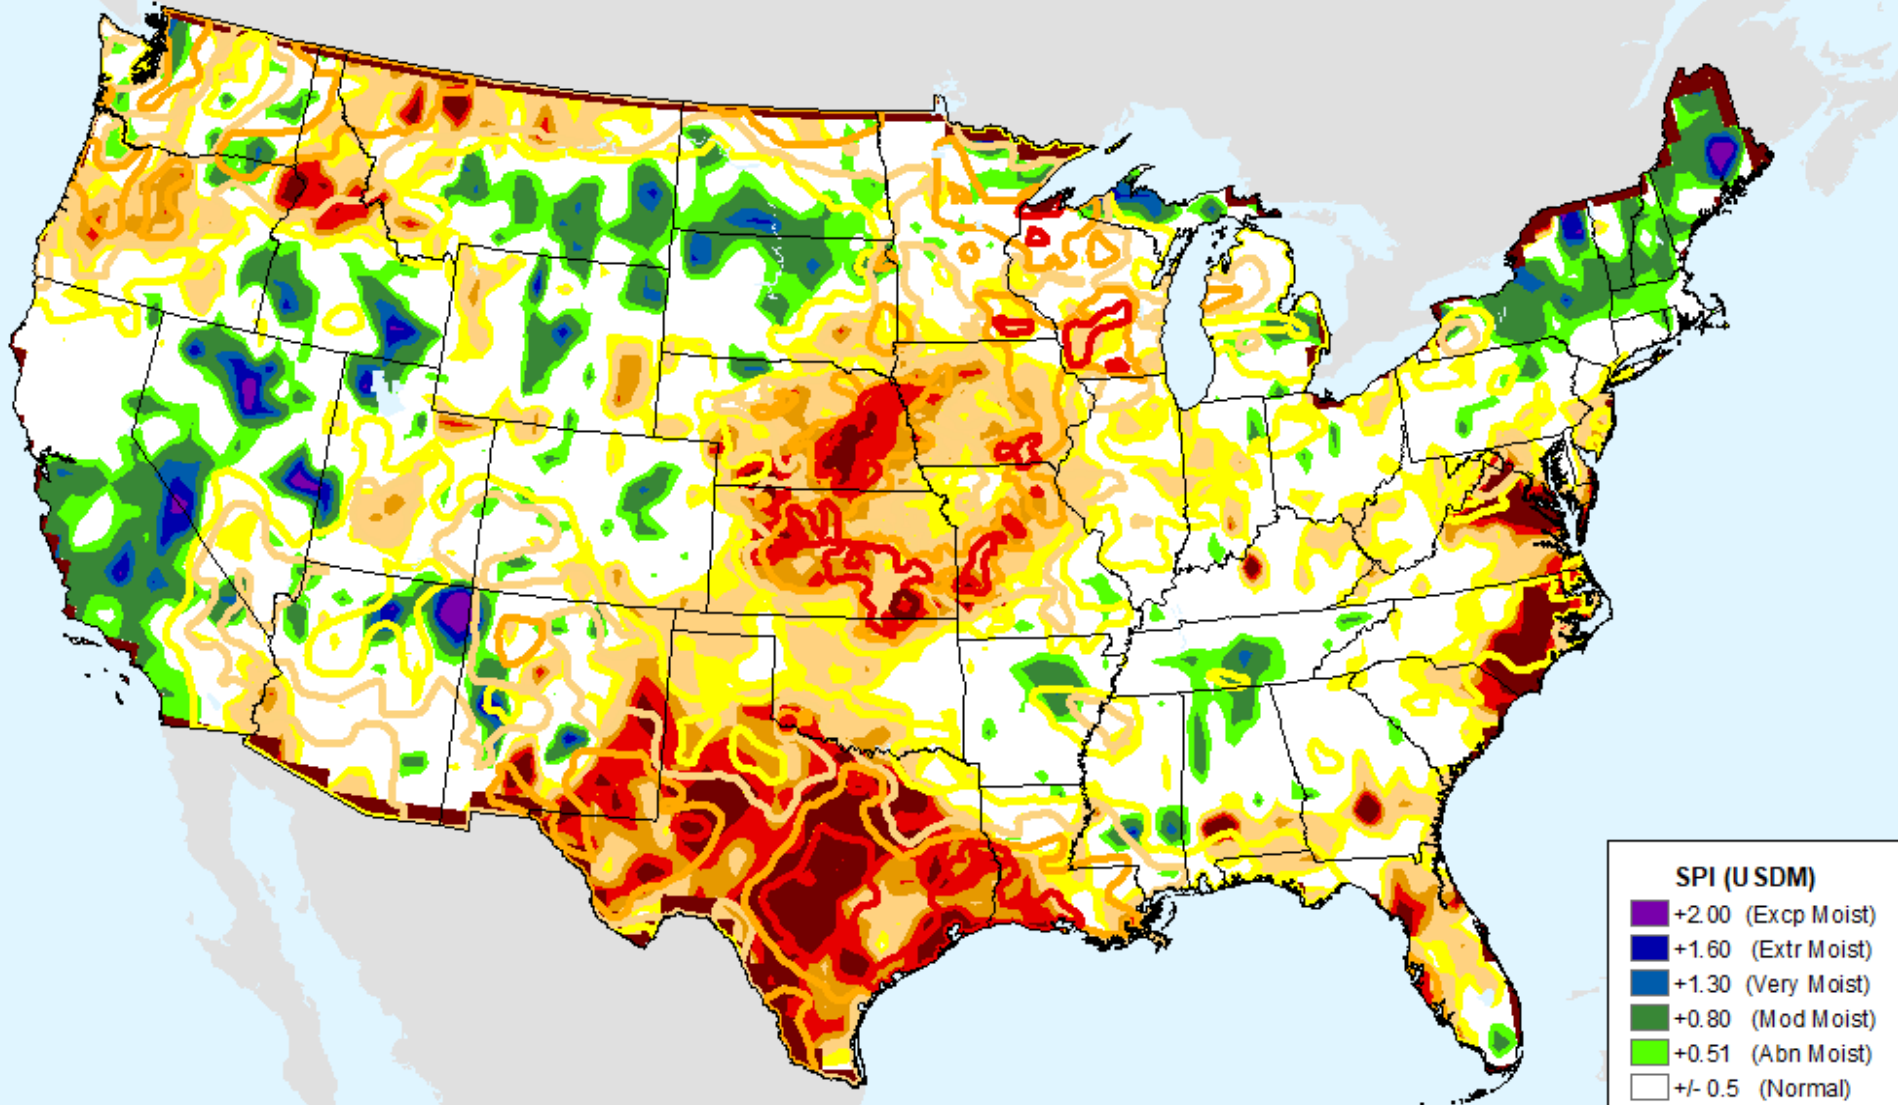 SPI (USDM)
+2.00 (Excp Moist)
+1.60 (Extr Moist)
+1.30 (Very Moist)
+0.80 (Mod Moist)
+0.51 (Abn Moist)
+/- 0.5 (Normal)